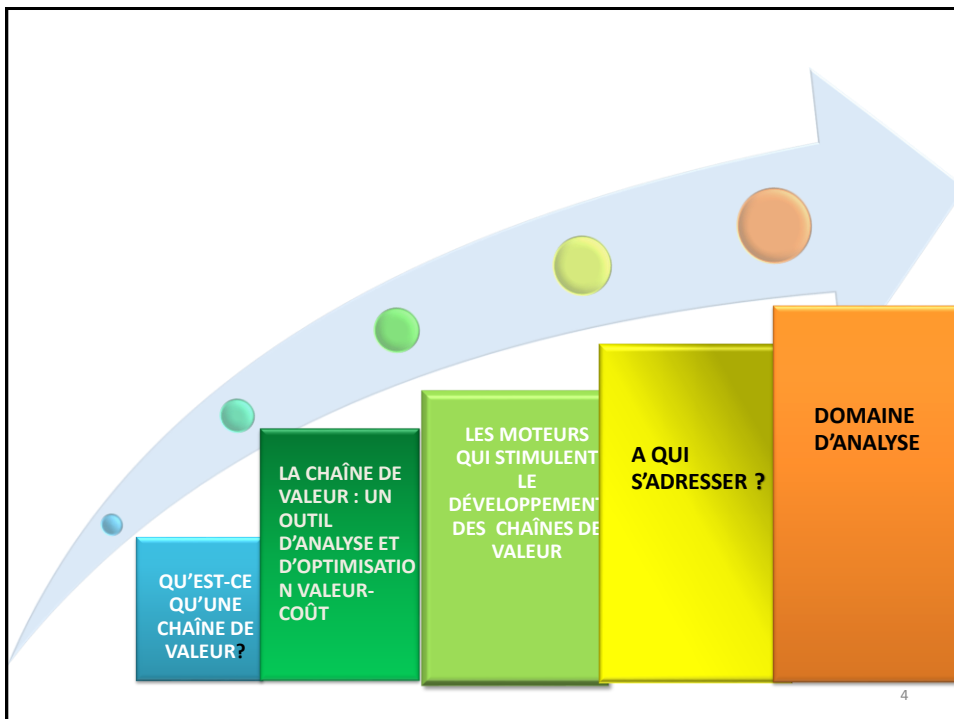 QU’EST-CE
QU’UNE
CHAÎNE DE
VALEUR?
LA CHAÎNE DE
VALEUR : UN
OUTIL
D’ANALYSE ET
D’OPTIMISATIO
N VALEUR-
COÛT
LES MOTEURS
QUI STIMULENT
LE
DÉVELOPPEMENT
DES CHAÎNES DE
VALEUR
A QUI
S’ADRESSER ?
DOMAINE
D’ANALYSE
4